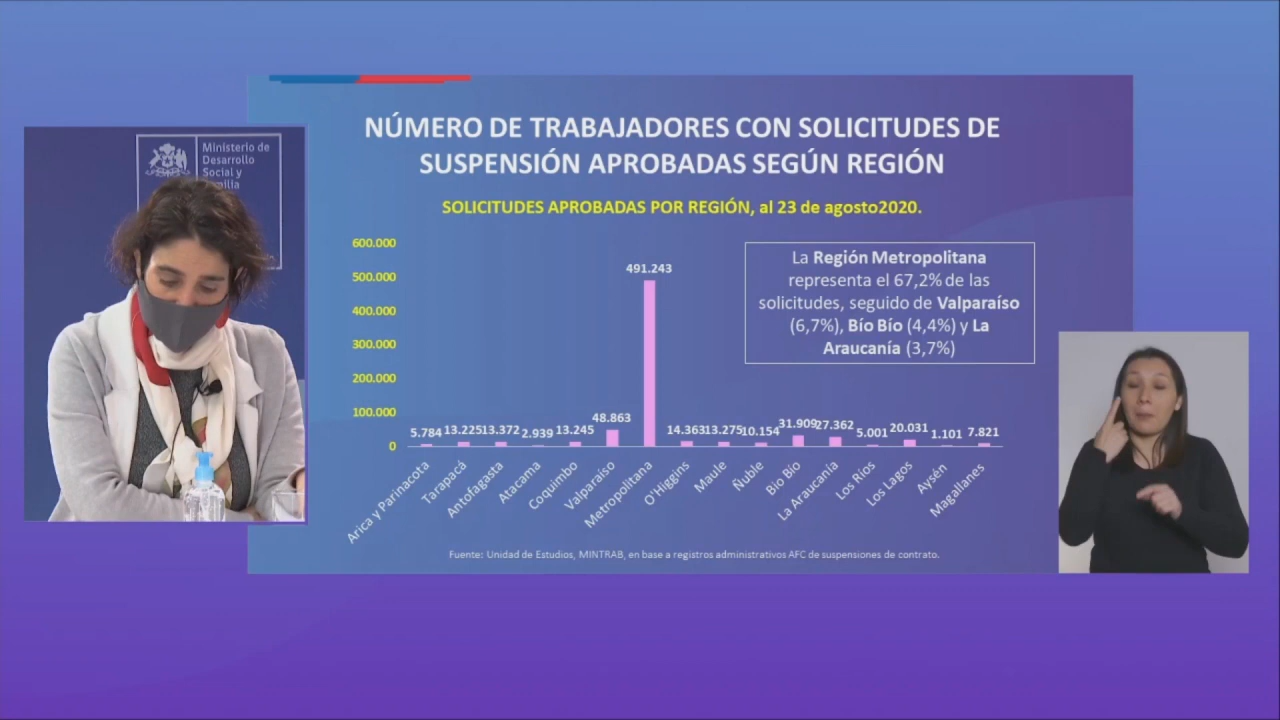 Ministerio de
Desarrollo
Social y
NÚMERO DE TRABAJADORES CON SOLICITUDES DE
SUSPENSIÓN APROBADAS SEGÚN REGIÓN
SOLICITUDES APROBADAS POR REGIÓN, al 23 de agosto2020.
600.000
500.000
400.000
300.000
200.000
100.000
0
5.784 13.225 13.372 2.939 13.245 48.863 491.243 14.363 13.275 10.154 31.909 27.362 5.001 20.031 1.101 7.821
Arica y Parinacota
Tarapacá
Antofagasta
Atacama
Coquimbo
Valparaíso
Metropolitana
O'Higgins
Maule
Ñuble
Bío Bío
La Araucanía
Los Ríos
Los Lagos
Aysén
Magallanes
La Región Metropolitana
representa el 67,2% de las
solicitudes, seguido de Valparaíso
(6,7%), Bío Bío (4,4%) y La
Araucanía (3,7%)
Fuente: Unidad de Estudios, MINTRAB, en base a registros administrativos AFC de suspensiones de contrato.